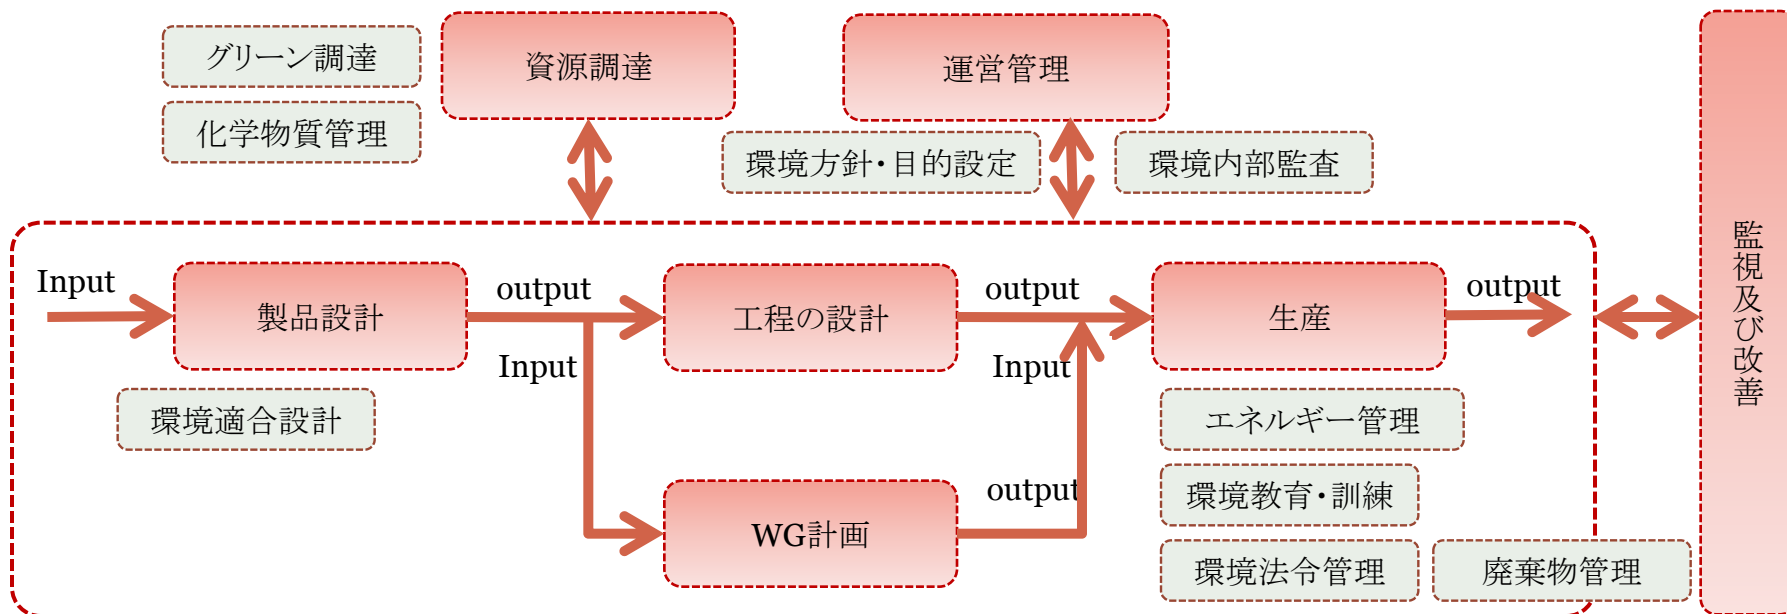 グリーン調達
資源調達
運営管理
化学物質管理
環境方針・目的設定
環境内部監査
監視及び改善
Input
製品設計
output
工程の設計
output
生産
output
Input
Input
環境適合設計
エネルギー管理
環境教育・訓練
output
WG計画
環境法令管理
廃棄物管理